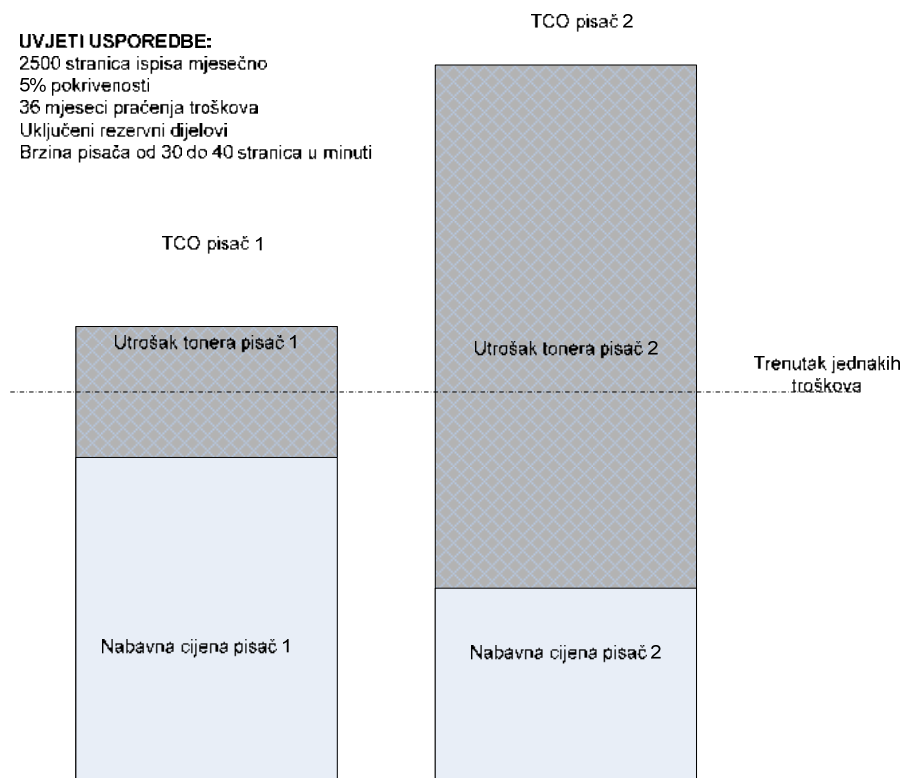 TCO pisač 2
UVJETI USPOREDBE:
2500 stranica ispisa mjesečno
5% pokrivenosti
36 mjeseci praćenja troškova
Uključeni rezervni dijelovi
Brzina pisača od 30 do 40 stranica u minuti
TCO pisač 1
Utrošak tonera pisač 1
Utrošak tonera pisač 2
Trenutak jednakih
troškova
Nabavna cijena pisač 1
Nabavna cijena pisač 2